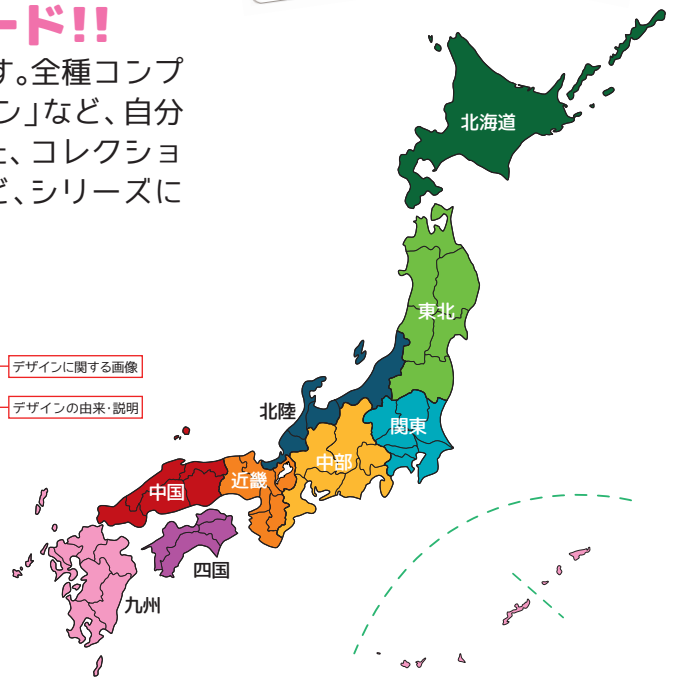 ード!!
す。全種コンプ
ン」など、自分
、コレクショ
、シリーズに
北海道
東北
デザインに関する画像
デザインの由来・説明
北陸
関東
中部
近畿
中国
四国
九州